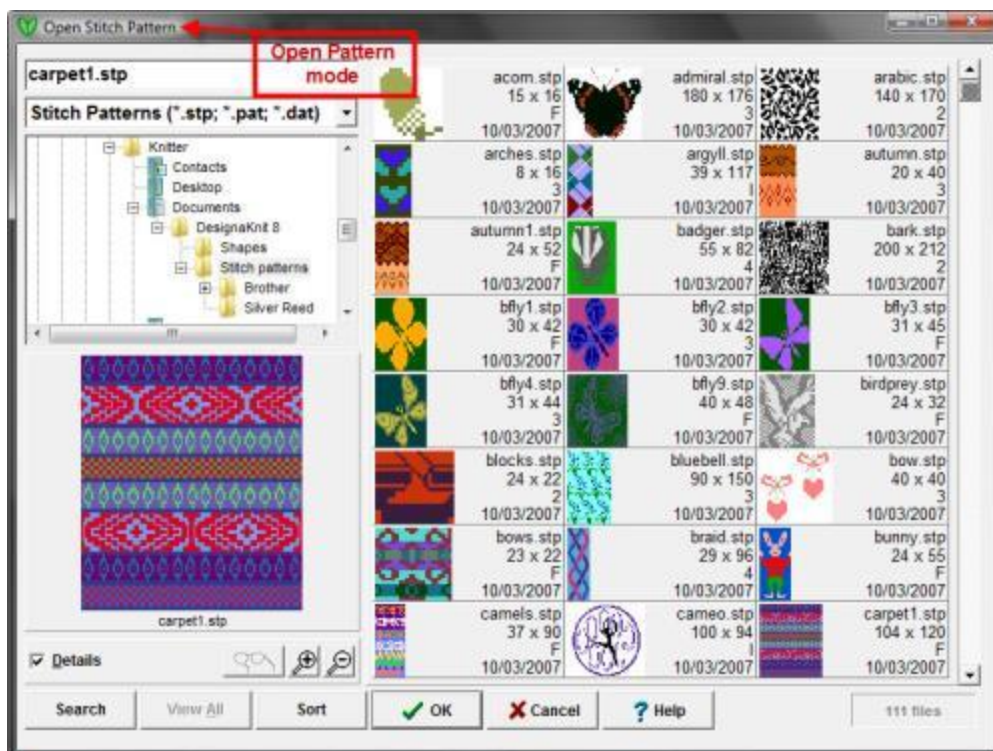 Open Stitch Pattern
Open Pattern
mode
carpet1.stp
Stitch Patterns (*.stp; *.pat; *.dat)
Knitter
Contacts
Desktop
Documents
DesignaKnit 8
Shapes
Stitch patterns
Brother
Silver Reed
carpet1.stp
Details
acorn.stp
15 x 16
F
10/03/2007
admiral.stp
180 x 176
3
10/03/2007
arabic.stp
140 x 170
2
10/03/2007
arches.stp
8 x 16
3
10/03/2007
argyll.stp
39 x 117
I
10/03/2007
autumn.stp
20 x 40
3
10/03/2007
autumn1.stp
24 x 52
F
10/03/2007
badger.stp
55 x 82
4
10/03/2007
bark.stp
200 x 212
2
10/03/2007
bfly1.stp
30 x 42
F
10/03/2007
bfly2.stp
30 x 42
3
10/03/2007
bfly3.stp
31 x 45
F
10/03/2007
bfly4.stp
31 x 44
3
10/03/2007
bfly9.stp
40 x 48
F
10/03/2007
birdprey.stp
24 x 32
F
10/03/2007
blocks.stp
24 x 22
2
10/03/2007
bluebell.stp
90 x 150
3
10/03/2007
bow.stp
40 x 40
3
10/03/2007
bows.stp
23 x 22
F
10/03/2007
braid.stp
29 x 96
4
10/03/2007
bunny.stp
24 x 55
F
10/03/2007
camels.stp
37 x 90
F
10/03/2007
cameo.stp
100 x 94
I
10/03/2007
carpet1.stp
104 x 120
F
10/03/2007
Search
View All
Sort
OK
Cancel
? Help
111 files